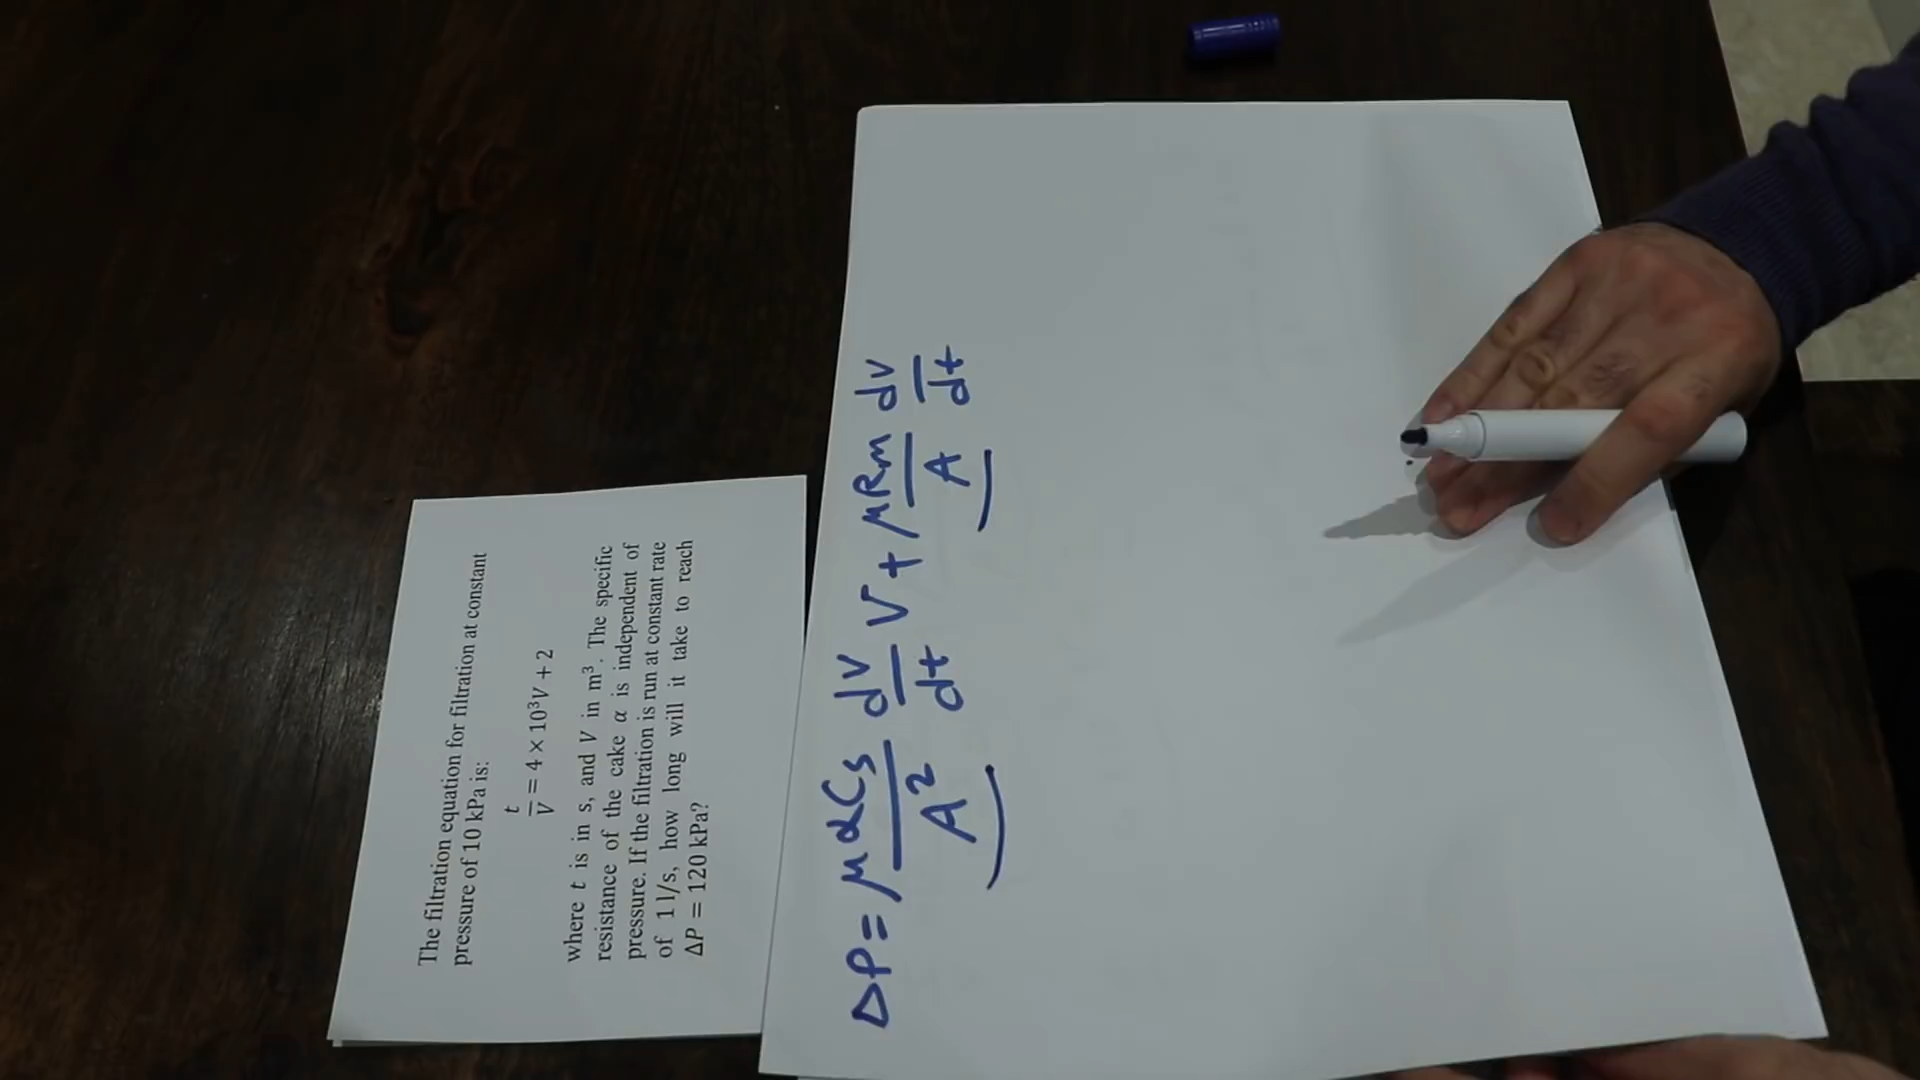 The filtration equation for filtration at constant
pressure of 10 kPa is:
t/V = 4 × 10³V + 2
where t is in s, and V in m³. The specific
resistance of the cake α is independent of
pressure. If the filtration is run at constant rate
of 1 l/s, how long will it take to reach
ΔP = 120 kPa?
ΔP = μαCs/A² dV/dt V + μRm/A dV/dt